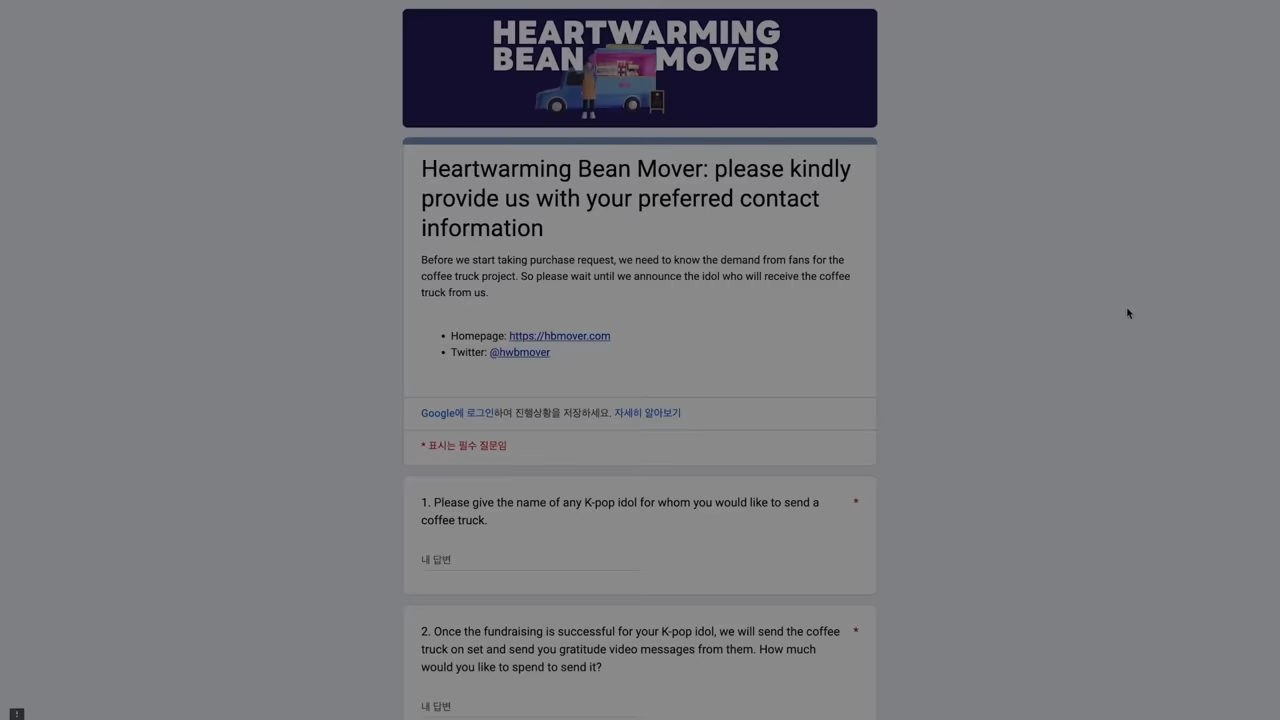 HEARTWARMING
BEAN MOVER
Heartwarming Bean Mover: please kindly
provide us with your preferred contact
information
Before we start taking purchase request, we need to know the demand from fans for the
coffee truck project. So please wait until we announce the idol who will receive the coffee
truck from us.
• Homepage: https://hbmover.com
• Twitter: @hwbmover
Google에 로그인하여 진행상황을 저장하세요. 자세히 알아보기
* 표시는 필수 질문임
1. Please give the name of any K-pop idol for whom you would like to send a *
coffee truck.
내 답변
2. Once the fundraising is successful for your K-pop idol, we will send the coffee *
truck on set and send you gratitude video messages from them. How much
would you like to spend to send it?
내 답변